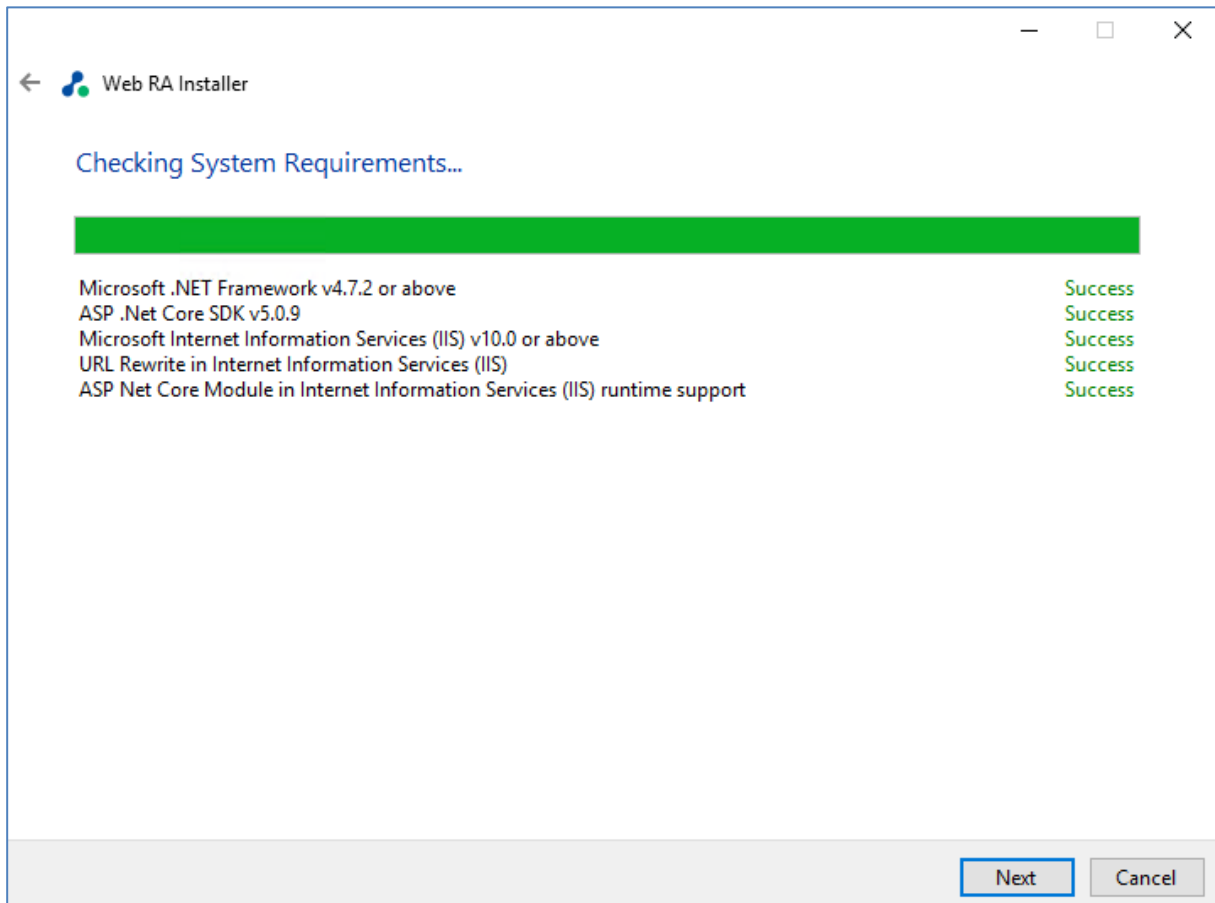 Web RA Installer
Checking System Requirements...
Microsoft .NET Framework v4.7.2 or above Success
ASP .Net Core SDK v5.0.9 Success
Microsoft Internet Information Services (IIS) v10.0 or above Success
URL Rewrite in Internet Information Services (IIS) Success
ASP Net Core Module in Internet Information Services (IIS) runtime support Success
Next Cancel